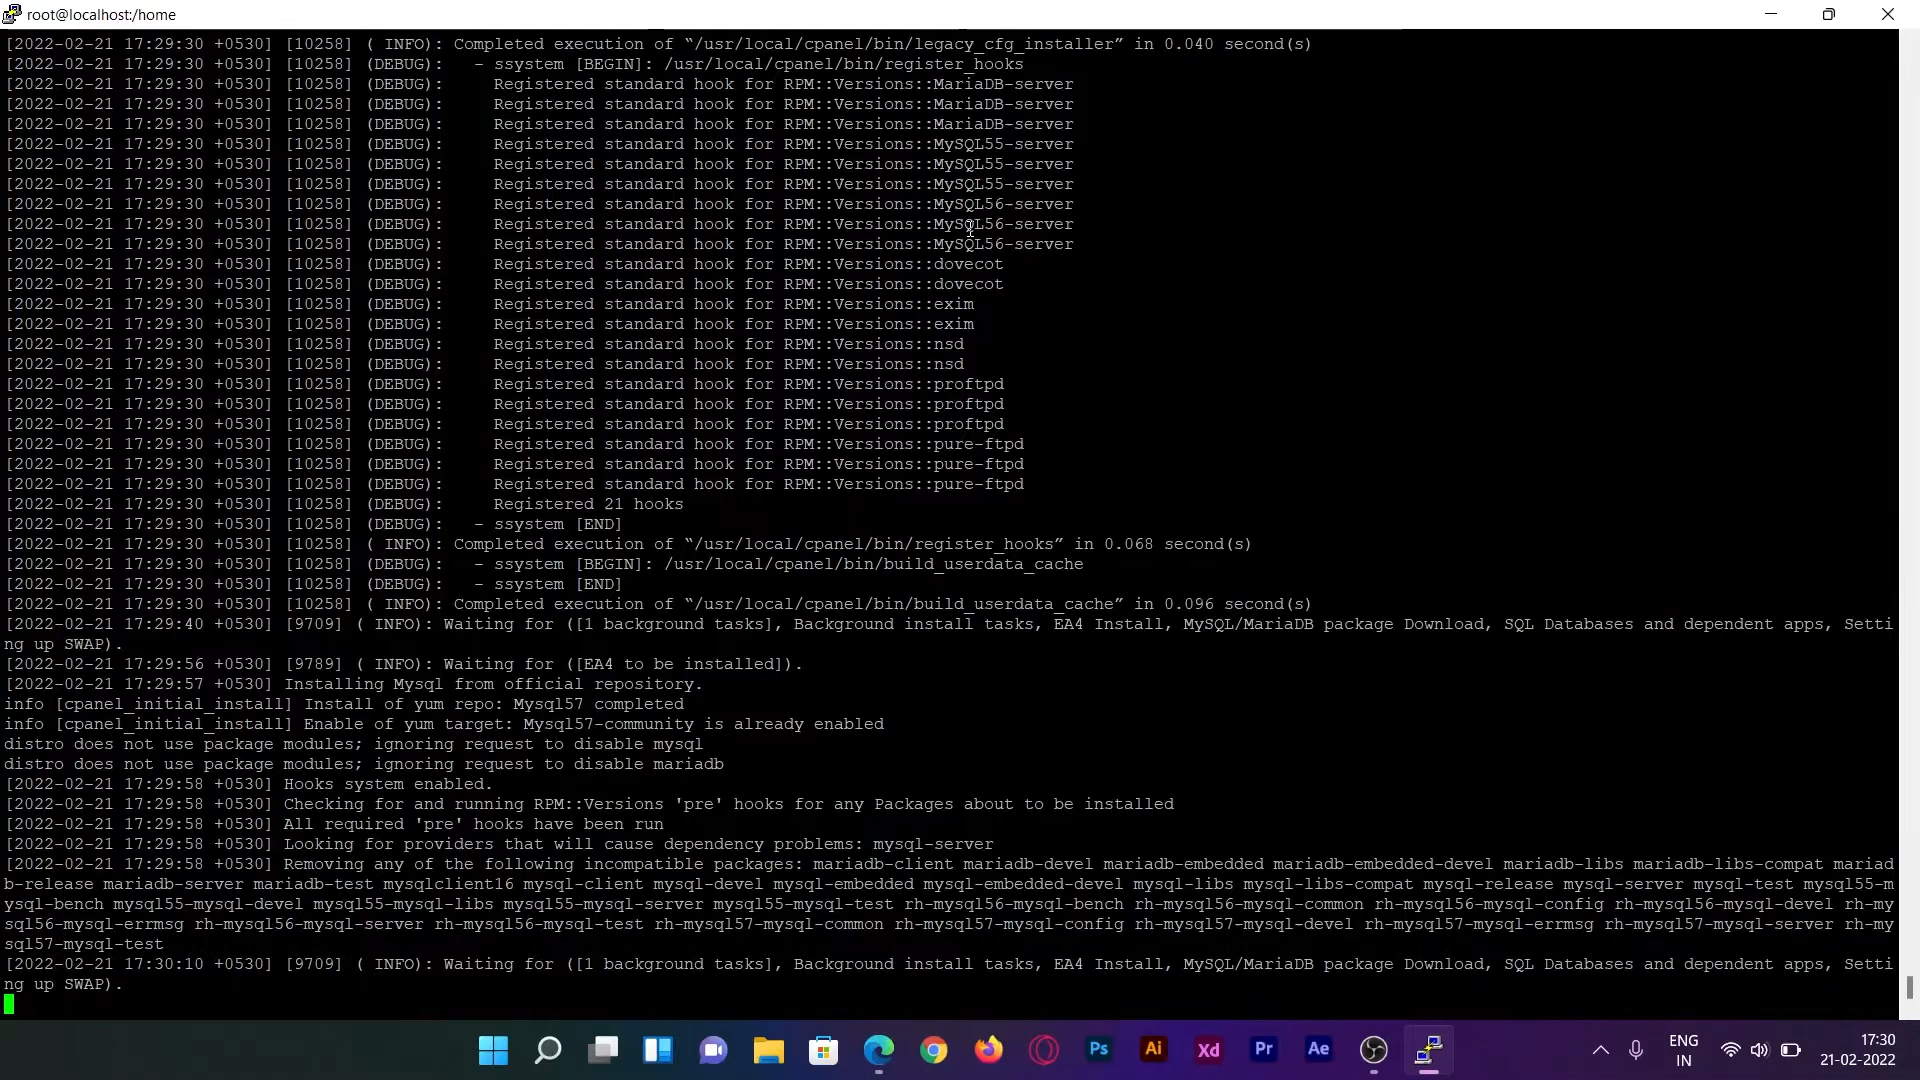 root@localhost:/home
[2022-02-21 17:29:30 +0530] [10258] ( INFO): Completed execution of “/usr/local/cpanel/bin/legacy_cfg_installer” in 0.040 second(s)
[2022-02-21 17:29:30 +0530] [10258] (DEBUG):   - ssystem [BEGIN]: /usr/local/cpanel/bin/register_hooks
[2022-02-21 17:29:30 +0530] [10258] (DEBUG):     Registered standard hook for RPM::Versions::MariaDB-server
[2022-02-21 17:29:30 +0530] [10258] (DEBUG):     Registered standard hook for RPM::Versions::MariaDB-server
[2022-02-21 17:29:30 +0530] [10258] (DEBUG):     Registered standard hook for RPM::Versions::MariaDB-server
[2022-02-21 17:29:30 +0530] [10258] (DEBUG):     Registered standard hook for RPM::Versions::MySQL55-server
[2022-02-21 17:29:30 +0530] [10258] (DEBUG):     Registered standard hook for RPM::Versions::MySQL55-server
[2022-02-21 17:29:30 +0530] [10258] (DEBUG):     Registered standard hook for RPM::Versions::MySQL55-server
[2022-02-21 17:29:30 +0530] [10258] (DEBUG):     Registered standard hook for RPM::Versions::MySQL56-server
[2022-02-21 17:29:30 +0530] [10258] (DEBUG):     Registered standard hook for RPM::Versions::MySQL56-server
[2022-02-21 17:29:30 +0530] [10258] (DEBUG):     Registered standard hook for RPM::Versions::MySQL56-server
[2022-02-21 17:29:30 +0530] [10258] (DEBUG):     Registered standard hook for RPM::Versions::dovecot
[2022-02-21 17:29:30 +0530] [10258] (DEBUG):     Registered standard hook for RPM::Versions::dovecot
[2022-02-21 17:29:30 +0530] [10258] (DEBUG):     Registered standard hook for RPM::Versions::exim
[2022-02-21 17:29:30 +0530] [10258] (DEBUG):     Registered standard hook for RPM::Versions::exim
[2022-02-21 17:29:30 +0530] [10258] (DEBUG):     Registered standard hook for RPM::Versions::nsd
[2022-02-21 17:29:30 +0530] [10258] (DEBUG):     Registered standard hook for RPM::Versions::nsd
[2022-02-21 17:29:30 +0530] [10258] (DEBUG):     Registered standard hook for RPM::Versions::proftpd
[2022-02-21 17:29:30 +0530] [10258] (DEBUG):     Registered standard hook for RPM::Versions::proftpd
[2022-02-21 17:29:30 +0530] [10258] (DEBUG):     Registered standard hook for RPM::Versions::proftpd
[2022-02-21 17:29:30 +0530] [10258] (DEBUG):     Registered standard hook for RPM::Versions::pure-ftpd
[2022-02-21 17:29:30 +0530] [10258] (DEBUG):     Registered standard hook for RPM::Versions::pure-ftpd
[2022-02-21 17:29:30 +0530] [10258] (DEBUG):     Registered standard hook for RPM::Versions::pure-ftpd
[2022-02-21 17:29:30 +0530] [10258] (DEBUG):     Registered 21 hooks
[2022-02-21 17:29:30 +0530] [10258] (DEBUG):   - ssystem [END]
[2022-02-21 17:29:30 +0530] [10258] ( INFO): Completed execution of “/usr/local/cpanel/bin/register_hooks” in 0.068 second(s)
[2022-02-21 17:29:30 +0530] [10258] (DEBUG):   - ssystem [BEGIN]: /usr/local/cpanel/bin/build_userdata_cache
[2022-02-21 17:29:30 +0530] [10258] (DEBUG):   - ssystem [END]
[2022-02-21 17:29:30 +0530] [10258] ( INFO): Completed execution of “/usr/local/cpanel/bin/build_userdata_cache” in 0.096 second(s)
[2022-02-21 17:29:40 +0530] [9709] ( INFO): Waiting for ([1 background tasks], Background install tasks, EA4 Install, MySQL/MariaDB package Download, SQL Databases and dependent apps, Setti
ng up SWAP).
[2022-02-21 17:29:56 +0530] [9789] ( INFO): Waiting for ([EA4 to be installed]).
[2022-02-21 17:29:57 +0530] Installing Mysql from official repository.
info [cpanel_initial_install] Install of yum repo: Mysql57 completed
info [cpanel_initial_install] Enable of yum target: Mysql57-community is already enabled
distro does not use package modules; ignoring request to disable mysql
distro does not use package modules; ignoring request to disable mariadb
[2022-02-21 17:29:58 +0530] Hooks system enabled.
[2022-02-21 17:29:58 +0530] Checking for and running RPM::Versions 'pre' hooks for any Packages about to be installed
[2022-02-21 17:29:58 +0530] All required 'pre' hooks have been run
[2022-02-21 17:29:58 +0530] Looking for providers that will cause dependency problems: mysql-server
[2022-02-21 17:29:58 +0530] Removing any of the following incompatible packages: mariadb-client mariadb-devel mariadb-embedded mariadb-embedded-devel mariadb-libs mariadb-libs-compat mariad
b-release mariadb-server mariadb-test mysqlclient16 mysql-client mysql-devel mysql-embedded mysql-embedded-devel mysql-libs mysql-libs-compat mysql-release mysql-server mysql-test mysql55-m
ysql-bench mysql55-mysql-devel mysql55-mysql-libs mysql55-mysql-server mysql55-mysql-test rh-mysql56-mysql-bench rh-mysql56-mysql-common rh-mysql56-mysql-config rh-mysql56-mysql-devel rh-my
sql56-mysql-errmsg rh-mysql56-mysql-server rh-mysql56-mysql-test rh-mysql57-mysql-common rh-mysql57-mysql-config rh-mysql57-mysql-devel rh-mysql57-mysql-errmsg rh-mysql57-mysql-server rh-my
sql57-mysql-test
[2022-02-21 17:30:10 +0530] [9709] ( INFO): Waiting for ([1 background tasks], Background install tasks, EA4 Install, MySQL/MariaDB package Download, SQL Databases and dependent apps, Setti
ng up SWAP).
Ps Ai Xd Pr Ae
ENG
IN
17:30
21-02-2022